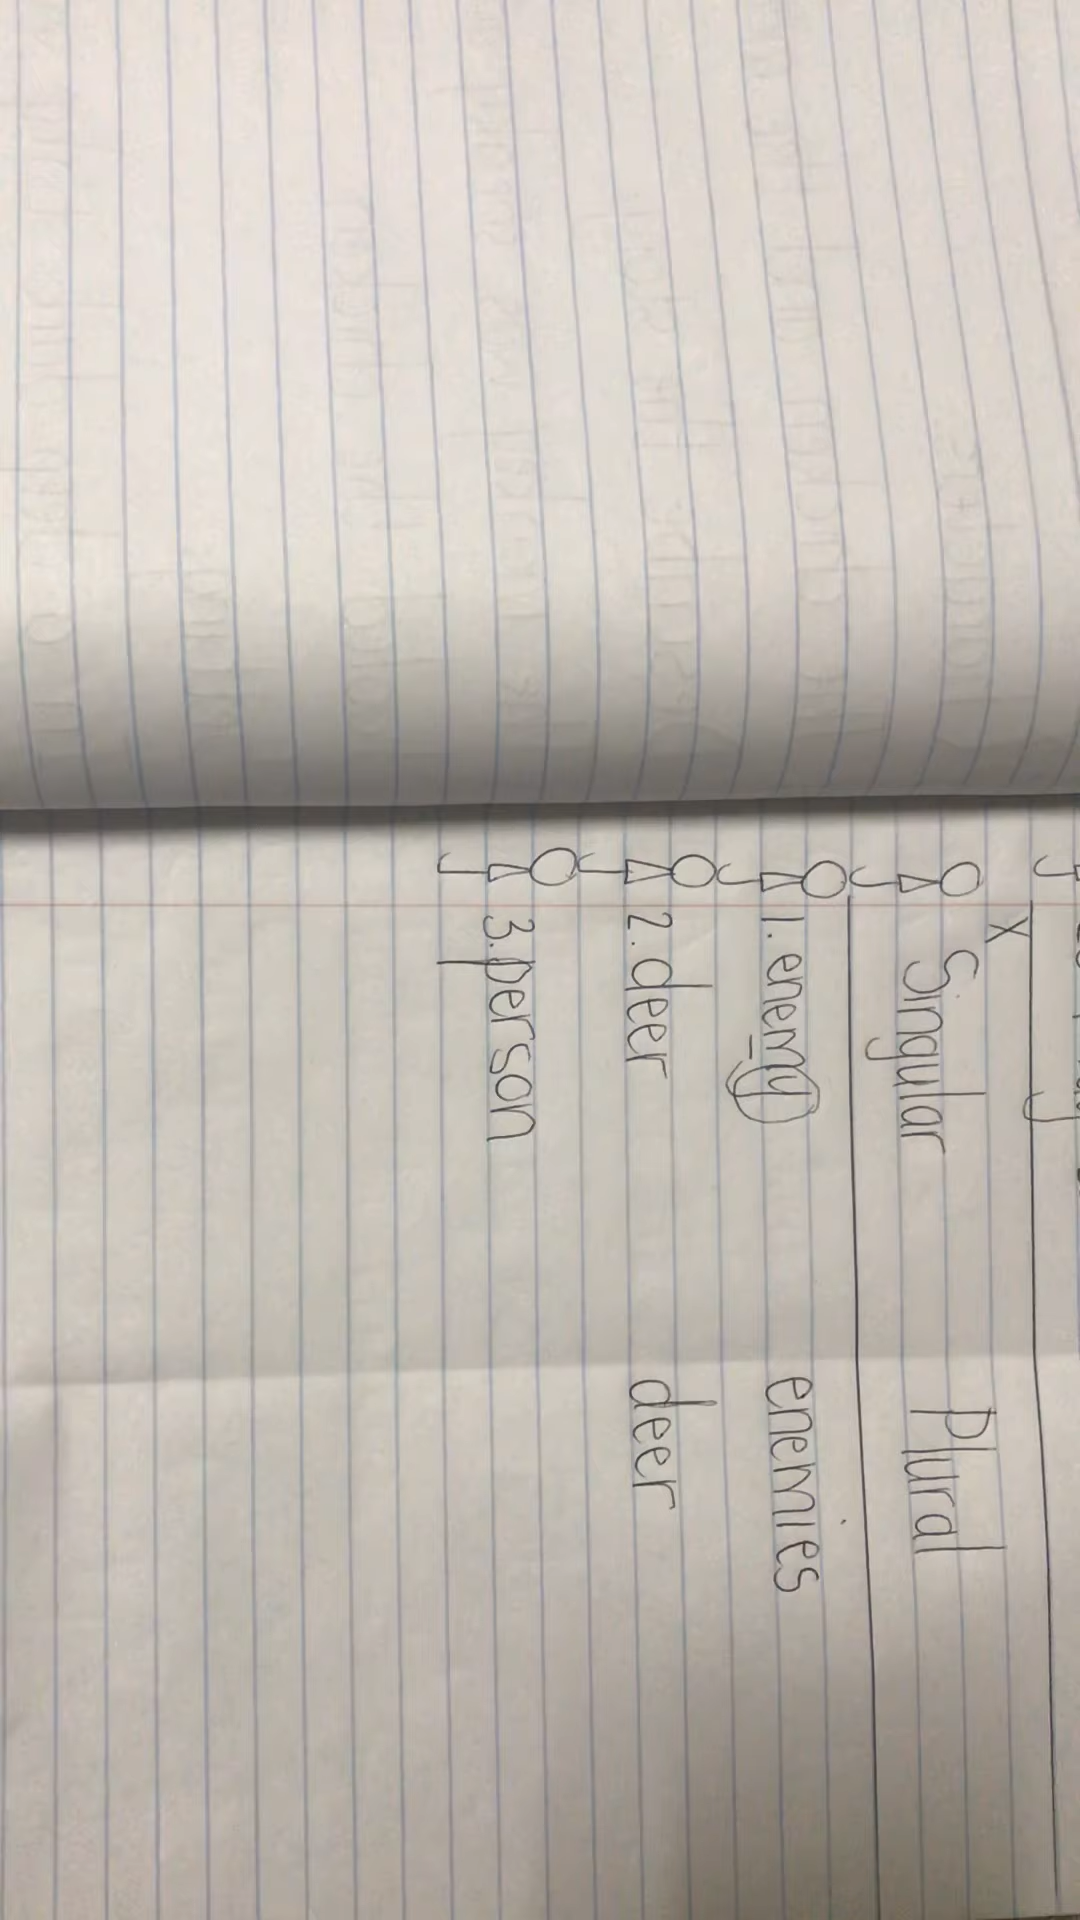 x
Singular Plural
1. enemy enemies
2. deer deer
3. person